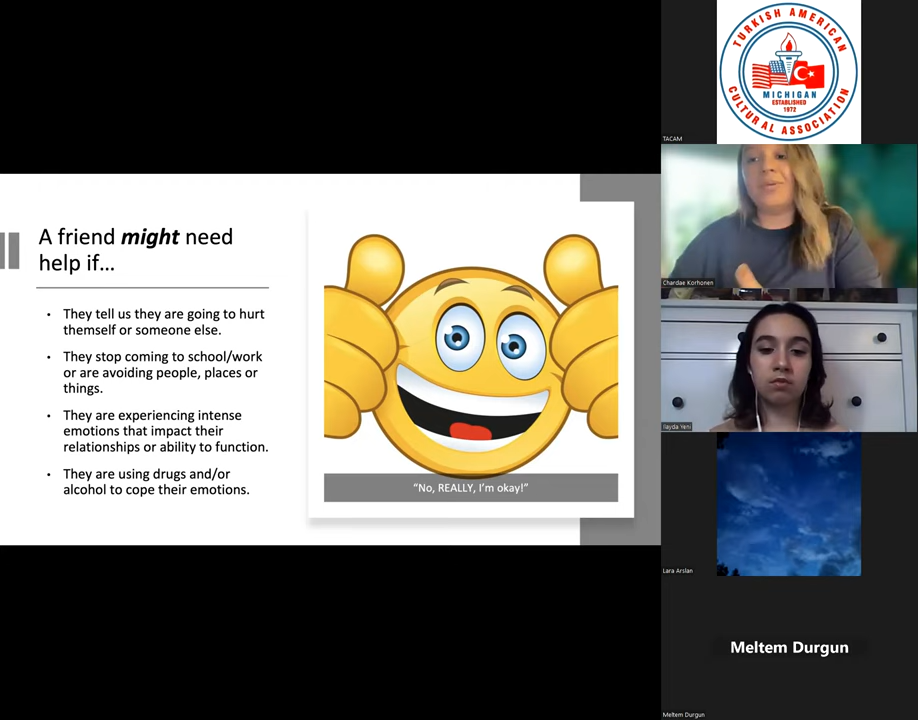 A friend might need
help if...
• They tell us they are going to hurt
themself or someone else.
• They stop coming to school/work
or are avoiding people, places or
things.
• They are experiencing intense
emotions that impact their
relationships or ability to function.
• They are using drugs and/or
alcohol to cope their emotions.
“No, REALLY, I’m okay!”
TURKISH AMERICAN
MICHIGAN
ESTABLISHED
1972
CULTURAL ASSOCIATION
TACAM
Chardae Korhonen
Ilayda Yeni
Lara Arslan
Meltem Durgun
Meltem Durgun